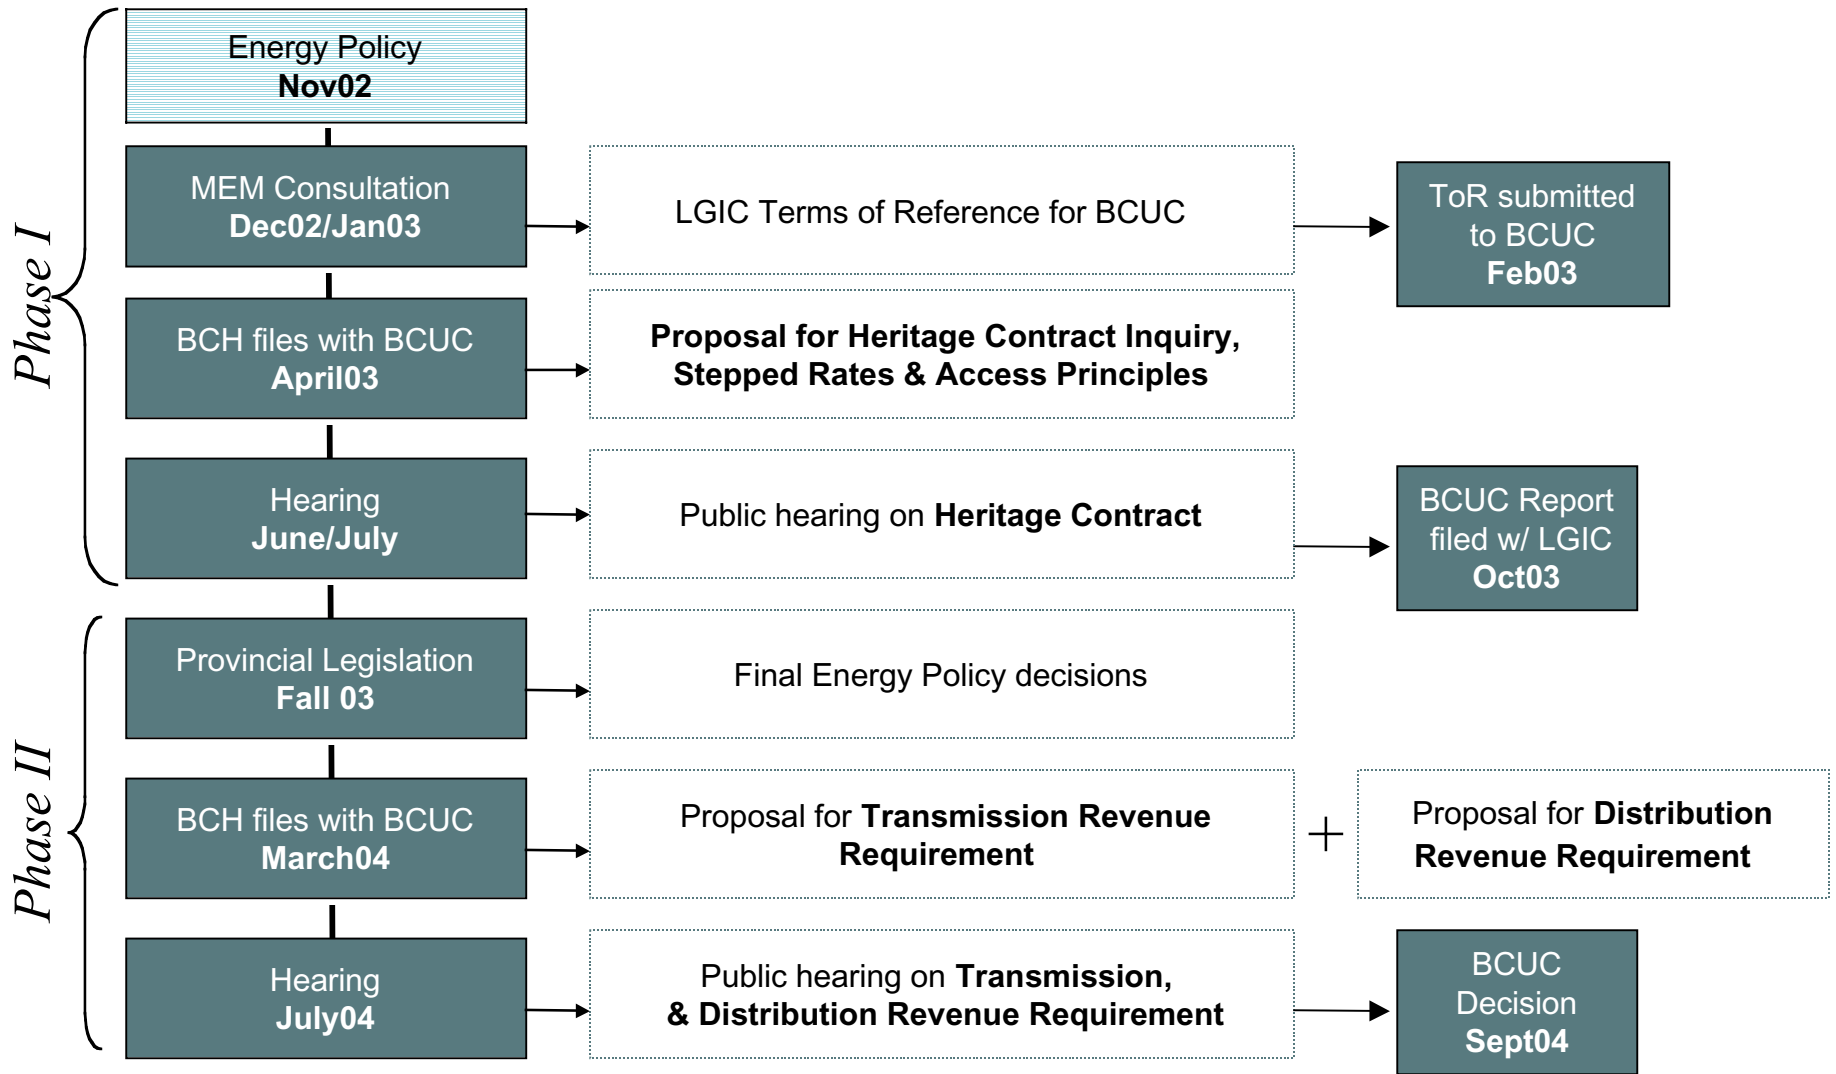 Phase I
Energy Policy
Nov02
MEM Consultation
Dec02/Jan03
LGIC Terms of Reference for BCUC
ToR submitted
to BCUC
Feb03
BCH files with BCUC
April03
Proposal for Heritage Contract Inquiry,
Stepped Rates & Access Principles
Hearing
June/July
Public hearing on Heritage Contract
BCUC Report
filed w/ LGIC
Oct03
Phase II
Provincial Legislation
Fall 03
Final Energy Policy decisions
BCH files with BCUC
March04
Proposal for Transmission Revenue
Requirement
+
Proposal for Distribution
Revenue Requirement
Hearing
July04
Public hearing on Transmission,
& Distribution Revenue Requirement
BCUC
Decision
Sept04